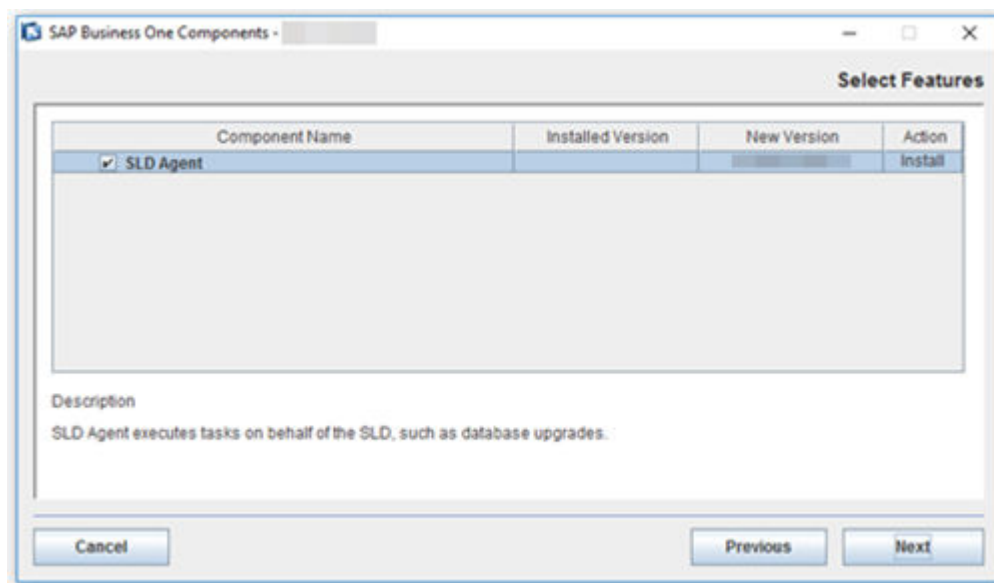 SAP Business One Components -
Select Features
Component Name Installed Version New Version Action
SLD Agent Install
Description
SLD Agent executes tasks on behalf of the SLD, such as database upgrades.
Cancel Previous Next